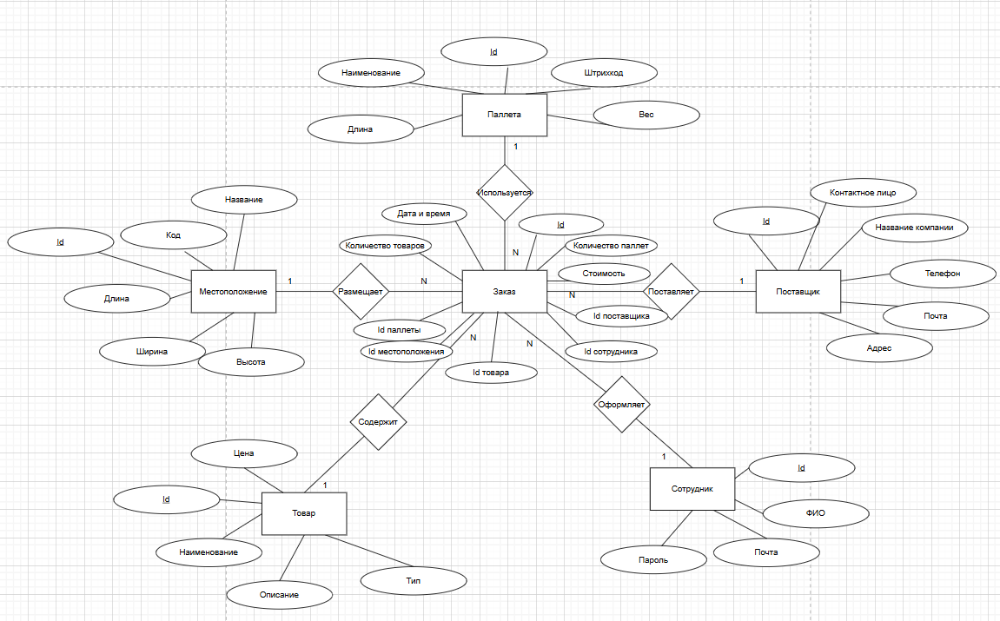 Id
Наименование
Штрихкод
Паллета
Вес
Длина
1
Используется
Название
Контактное лицо
Дата и время
Id
Id
Код
Id
Название компании
Количество товаров
Количество паллет
N
Стоимость
Телефон
1
N
1
Местоположение
Размещает
Заказ
Поставляет
Поставщик
N
Длина
Id поставщика
Почта
Id паллеты
N
N
Ширина
Id местоположения
Id сотрудника
Адрес
Высота
Id товара
Оформляет
Содержит
Цена
1
Id
1
Сотрудник
Id
Товар
ФИО
Наименование
Почта
Пароль
Тип
Описание